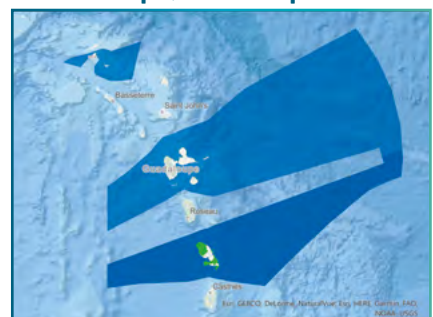 Basseterre
Saint John's
Guadeloupe
Roseau
Castries
Esri, GEBCO, DeLorme, NaturalVue, Esri, HERE, Garmin, FAO,
NOAA, USGS